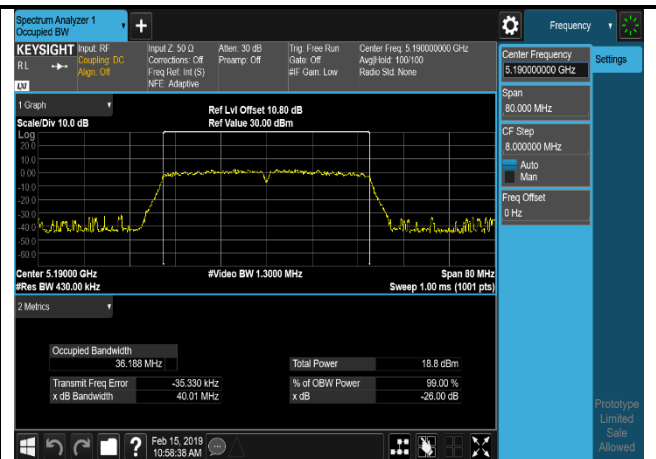 Spectrum Analyzer 1
Occupied BW
Frequency
KEYSIGHT
RL
Input: RF
Coupling: DC
Align: Off
Input Z: 50 Ω
Corrections: Off
Freq Ref: Int (S)
NFE: Adaptive
Atten: 30 dB
Preamp: Off
Trig: Free Run
Gate: Off
#IF Gain: Low
Center Freq: 5.190000000 GHz
Avg|Hold: 100/100
Radio Std: None
Center Frequency
5.190000000 GHz
Settings
Span
80.000 MHz
CF Step
8.000000 MHz
Auto
Man
Freq Offset
0 Hz
1 Graph
Scale/Div 10.0 dB
Ref Lvl Offset 10.80 dB
Ref Value 30.00 dBm
Log
20.0
10.0
0.00
-10.0
-20.0
-30.0
-40.0
-50.0
-60.0
Center 5.19000 GHz
#Res BW 430.00 kHz
#Video BW 1.3000 MHz
Span 80 MHz
Sweep 1.00 ms (1001 pts)
2 Metrics
Occupied Bandwidth
36.188 MHz
Total Power 18.8 dBm
Transmit Freq Error -35.330 kHz
% of OBW Power 99.00 %
x dB Bandwidth 40.01 MHz
x dB -26.00 dB
Prototype
Limited
Sale
Allowed
Feb 15, 2019
10:58:38 AM